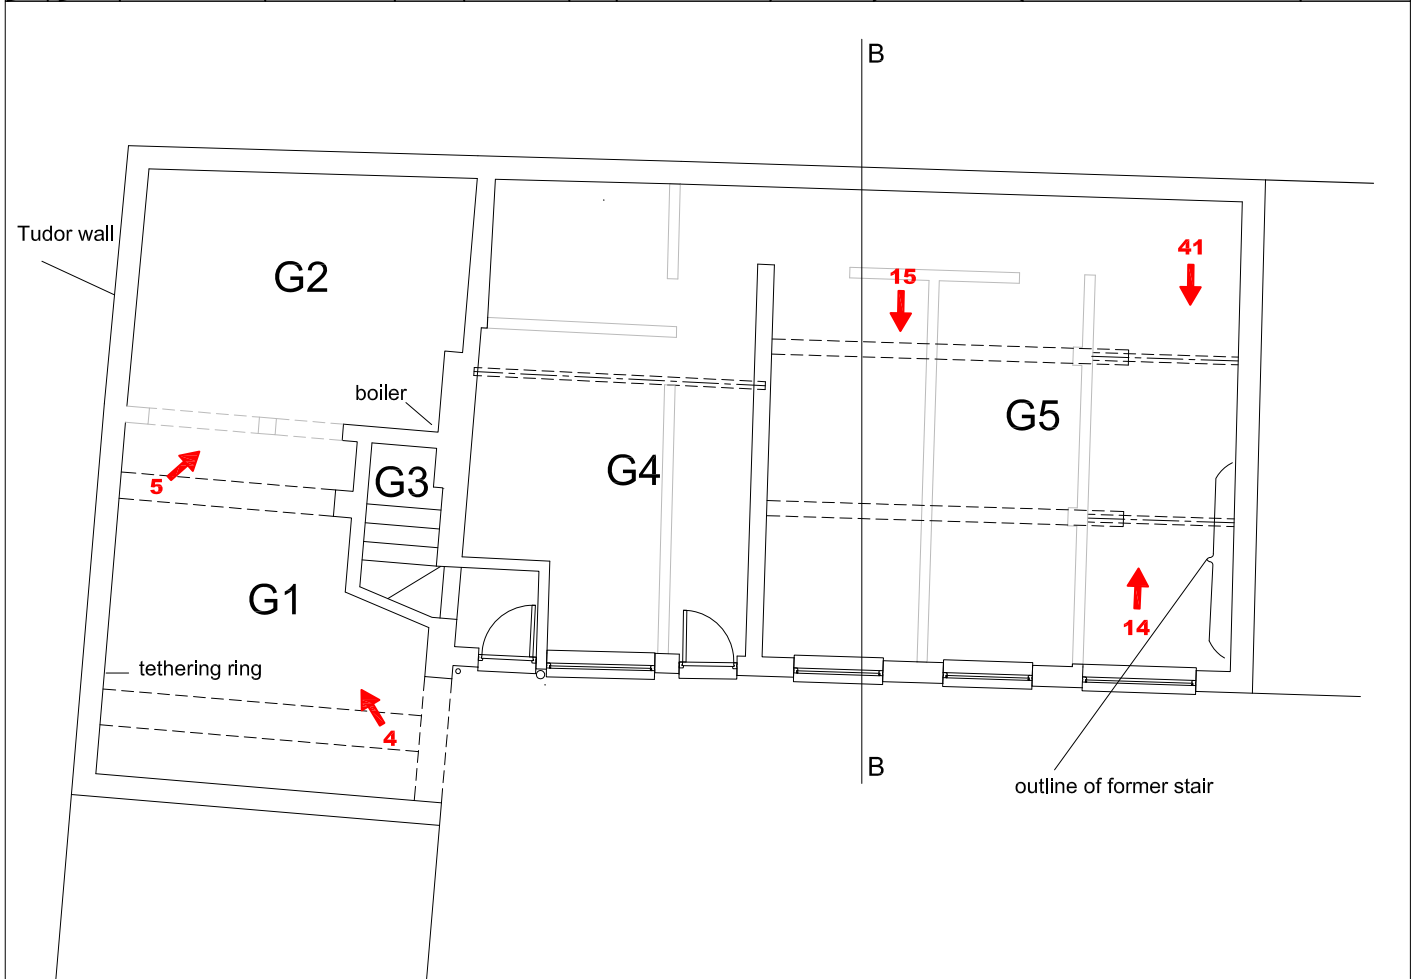 B
Tudor wall
G2
41
15
boiler
G5
G3
G4
5
G1
14
tethering ring
4
B
outline of former stair